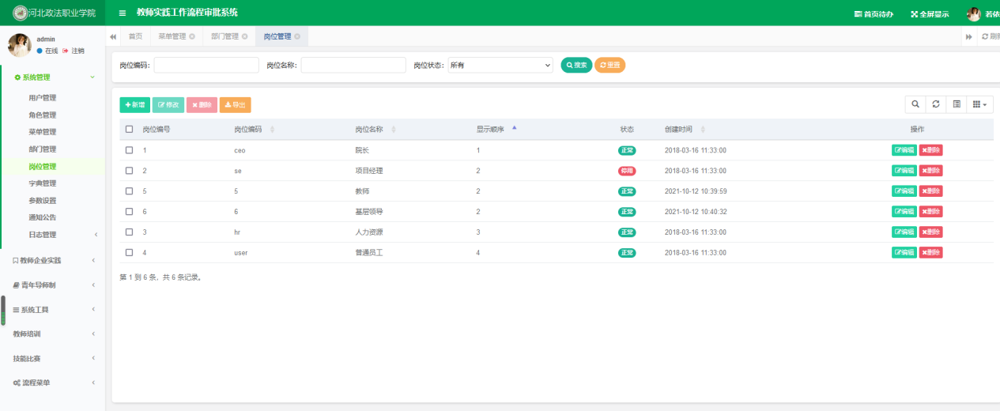 河北政法职业学院
教师实践工作流程审批系统
首页待办 全屏显示 若依
admin
在线 注销
首页 菜单管理 部门管理 岗位管理 刷新
岗位编码: 岗位名称: 岗位状态: 所有 搜索 重置
系统管理
用户管理
角色管理
菜单管理
部门管理
岗位管理
字典管理
参数设置
通知公告
日志管理
教师企业实践
青年导师制
系统工具
教师培训
技能比赛
流程菜单
新增 修改 删除 导出
岗位编号 岗位编码 岗位名称 显示顺序 状态 创建时间 操作
1 ceo 院长 1 正常 2018-03-16 11:33:00 编辑 删除
2 se 项目经理 2 停用 2018-03-16 11:33:00 编辑 删除
5 5 教师 2 正常 2021-10-12 10:39:59 编辑 删除
6 6 基层领导 2 正常 2021-10-12 10:40:32 编辑 删除
3 hr 人力资源 3 正常 2018-03-16 11:33:00 编辑 删除
4 user 普通员工 4 正常 2018-03-16 11:33:00 编辑 删除
第 1 到 6 条，共 6 条记录。